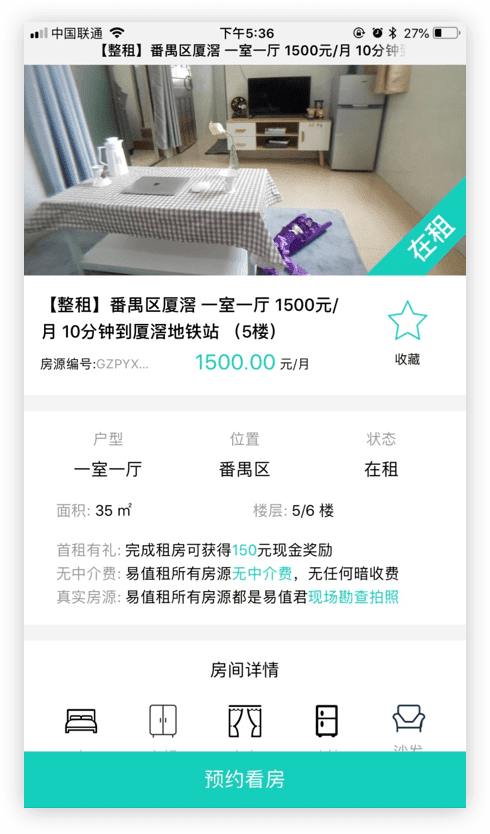 中国联通 下午5:36 27%
【整租】番禺区厦滘 一室一厅 1500元/月 10分钟到
在租
【整租】番禺区厦滘 一室一厅 1500元/
月 10分钟到厦滘地铁站 （5楼）
收藏
房源编号:GZPYX... 1500.00 元/月
户型 位置 状态
一室一厅 番禺区 在租
面积: 35 ㎡ 楼层: 5/6 楼
首租有礼: 完成租房可获得150元现金奖励
无中介费: 易值租所有房源无中介费，无任何暗收费
真实房源: 易值租所有房源都是易值君现场勘查拍照
房间详情
沙发
预约看房